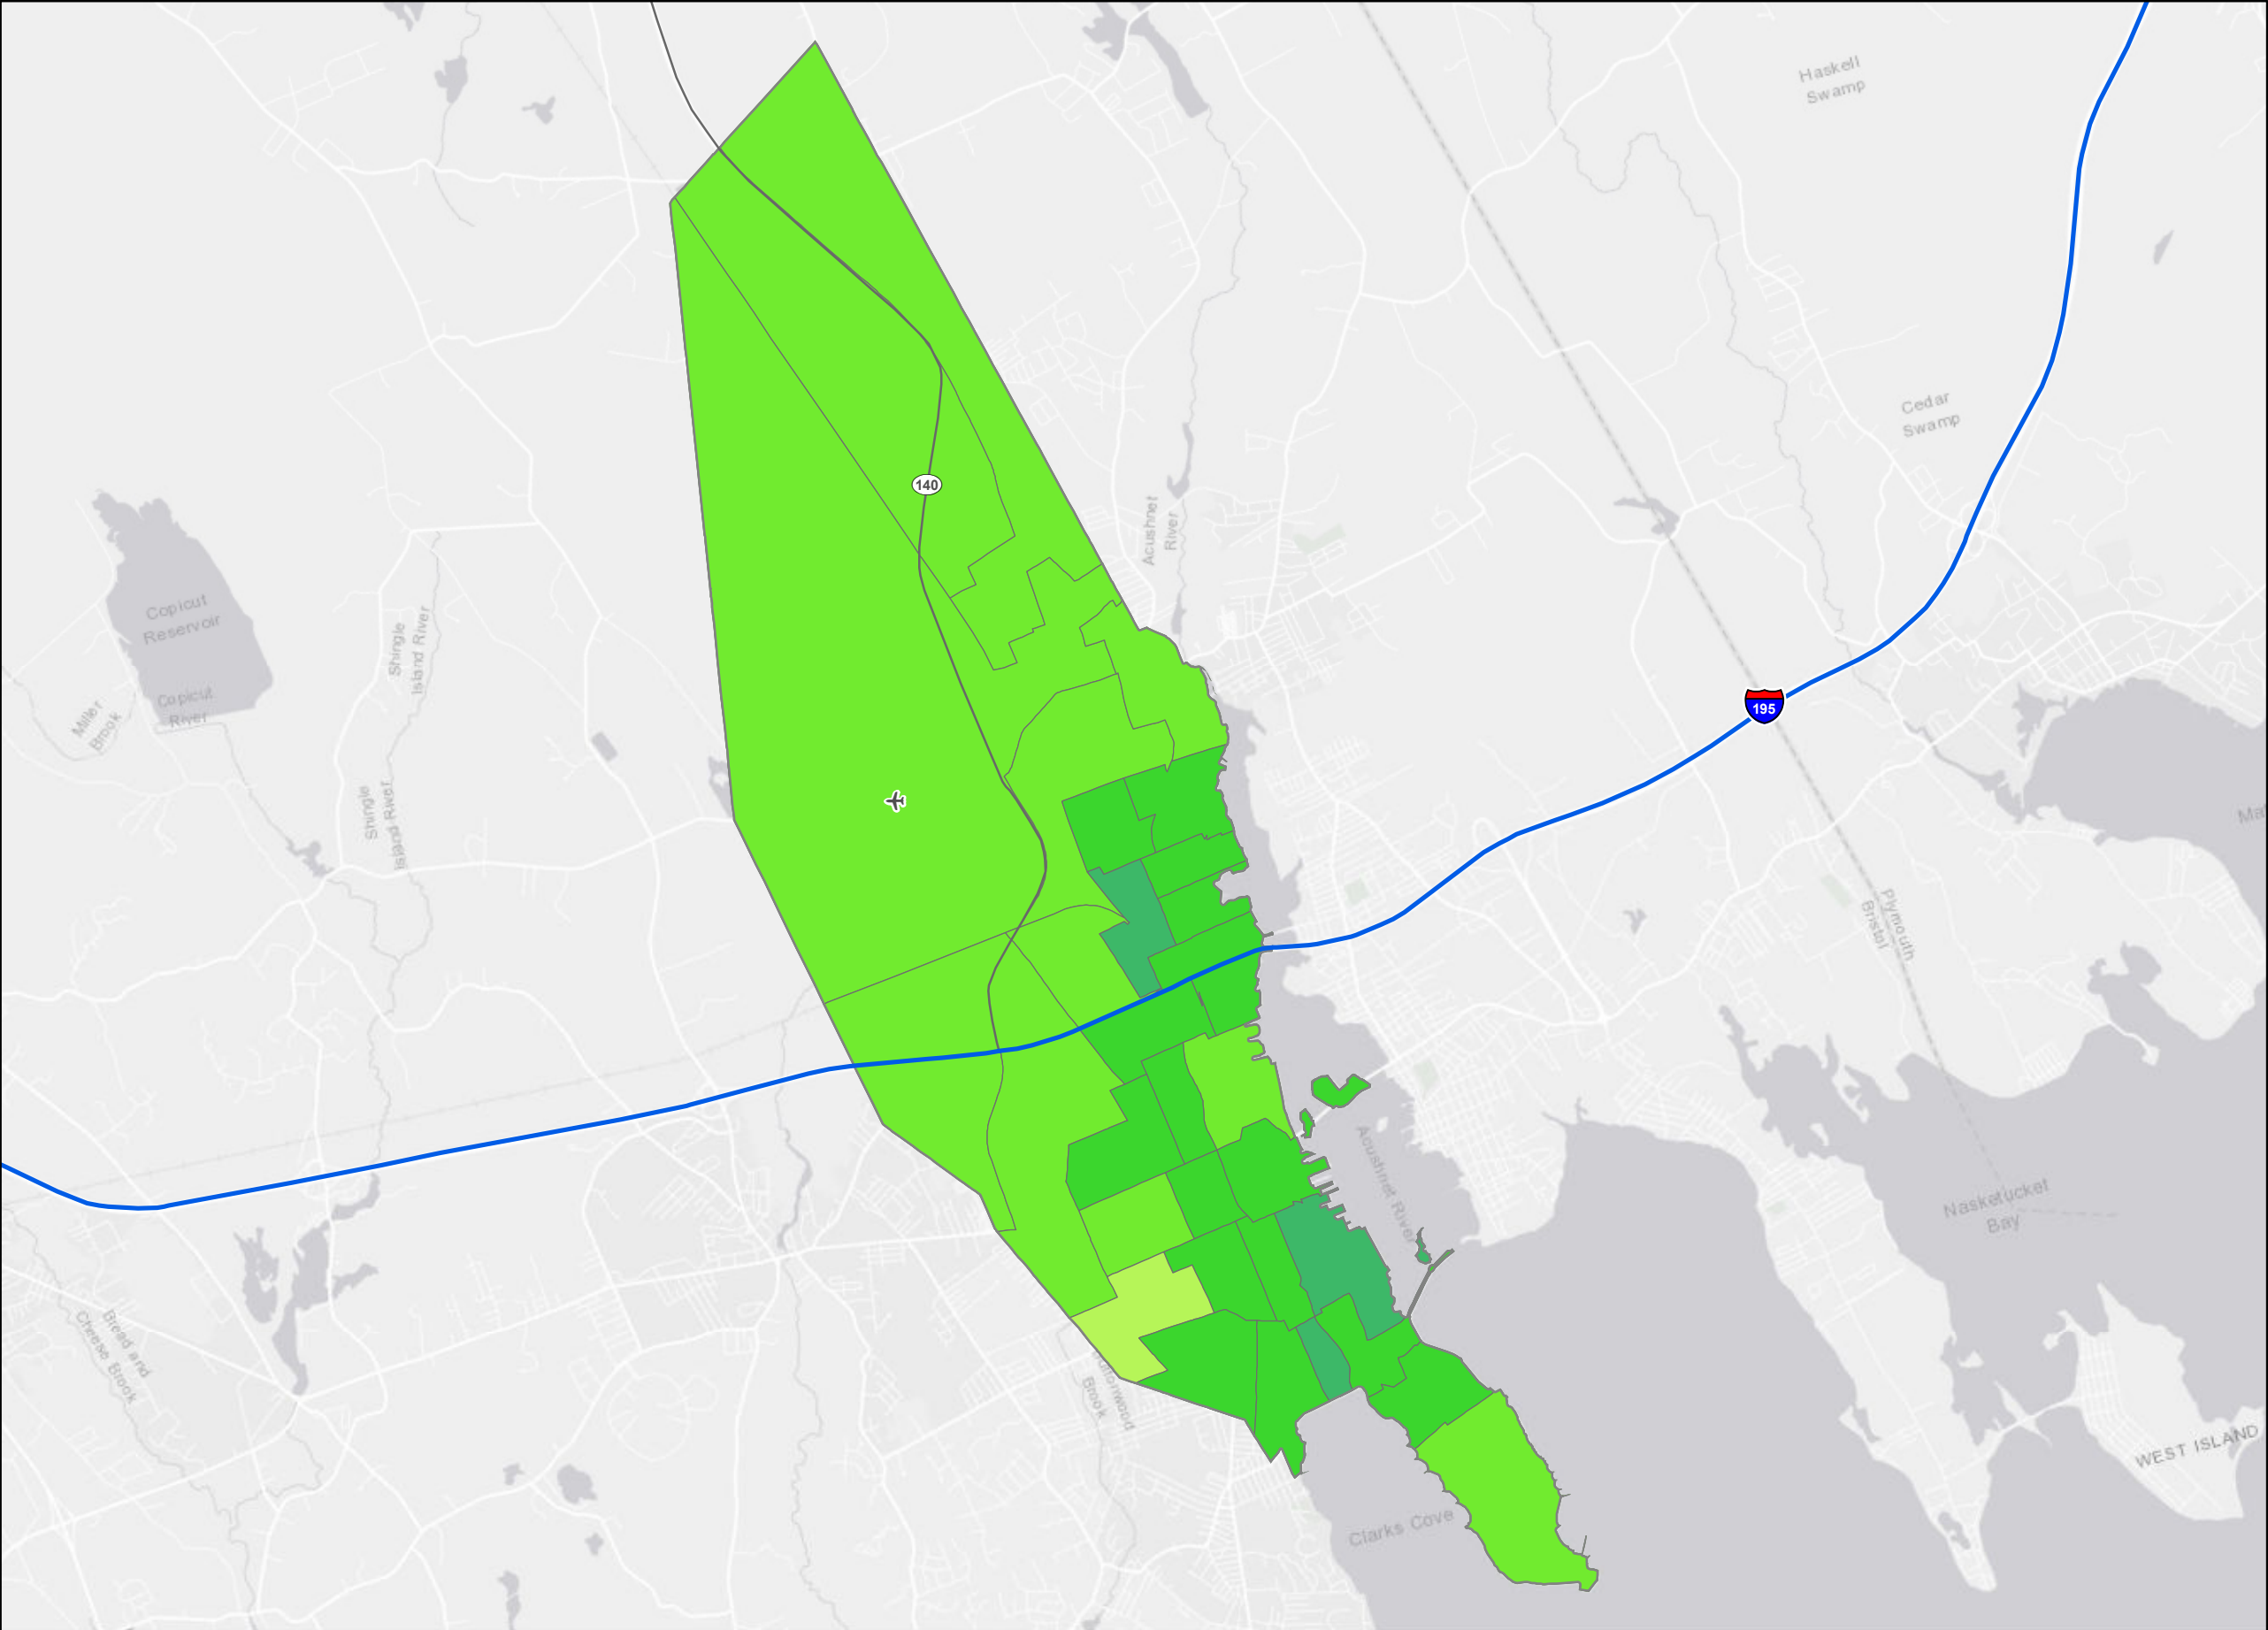 Haskell
Swamp
Cedar
Swamp
140
Acushnet
River
Copicut
Reservoir
Shingle
Island River
Copicut
River
Miller
Brook
195
Shingle
Island River
Plymouth
Bristol
Acushnet River
Nasketucket
Bay
Bread and
Cheese Brook
Brook
WEST ISLAND
Clarks Cove